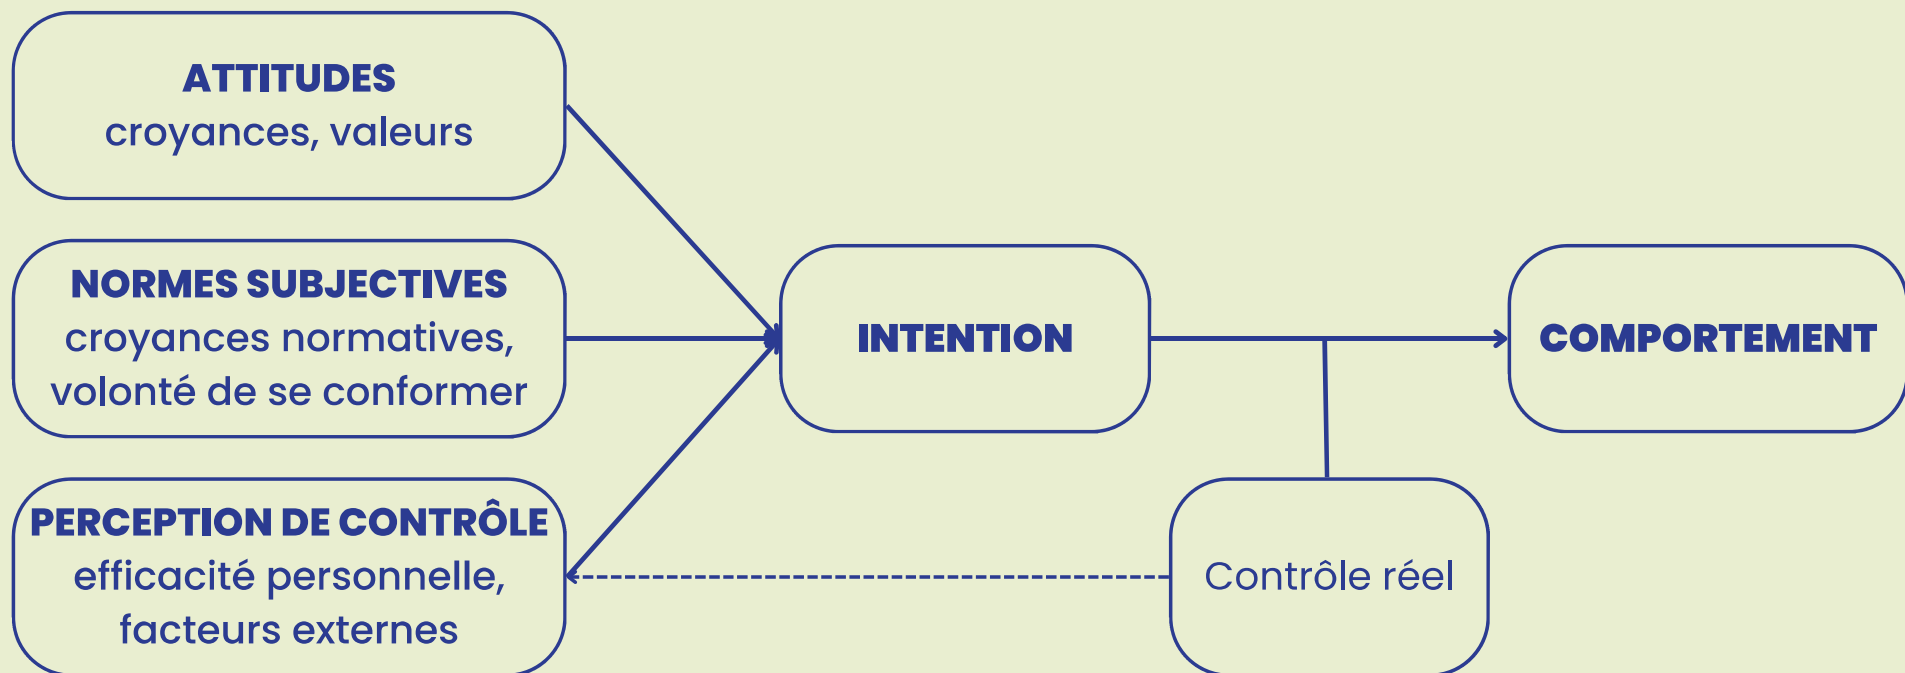 ATTITUDES
croyances, valeurs
NORMES SUBJECTIVES
croyances normatives,
volonté de se conformer
PERCEPTION DE CONTRÔLE
efficacité personnelle,
facteurs externes
INTENTION
COMPORTEMENT
Contrôle réel